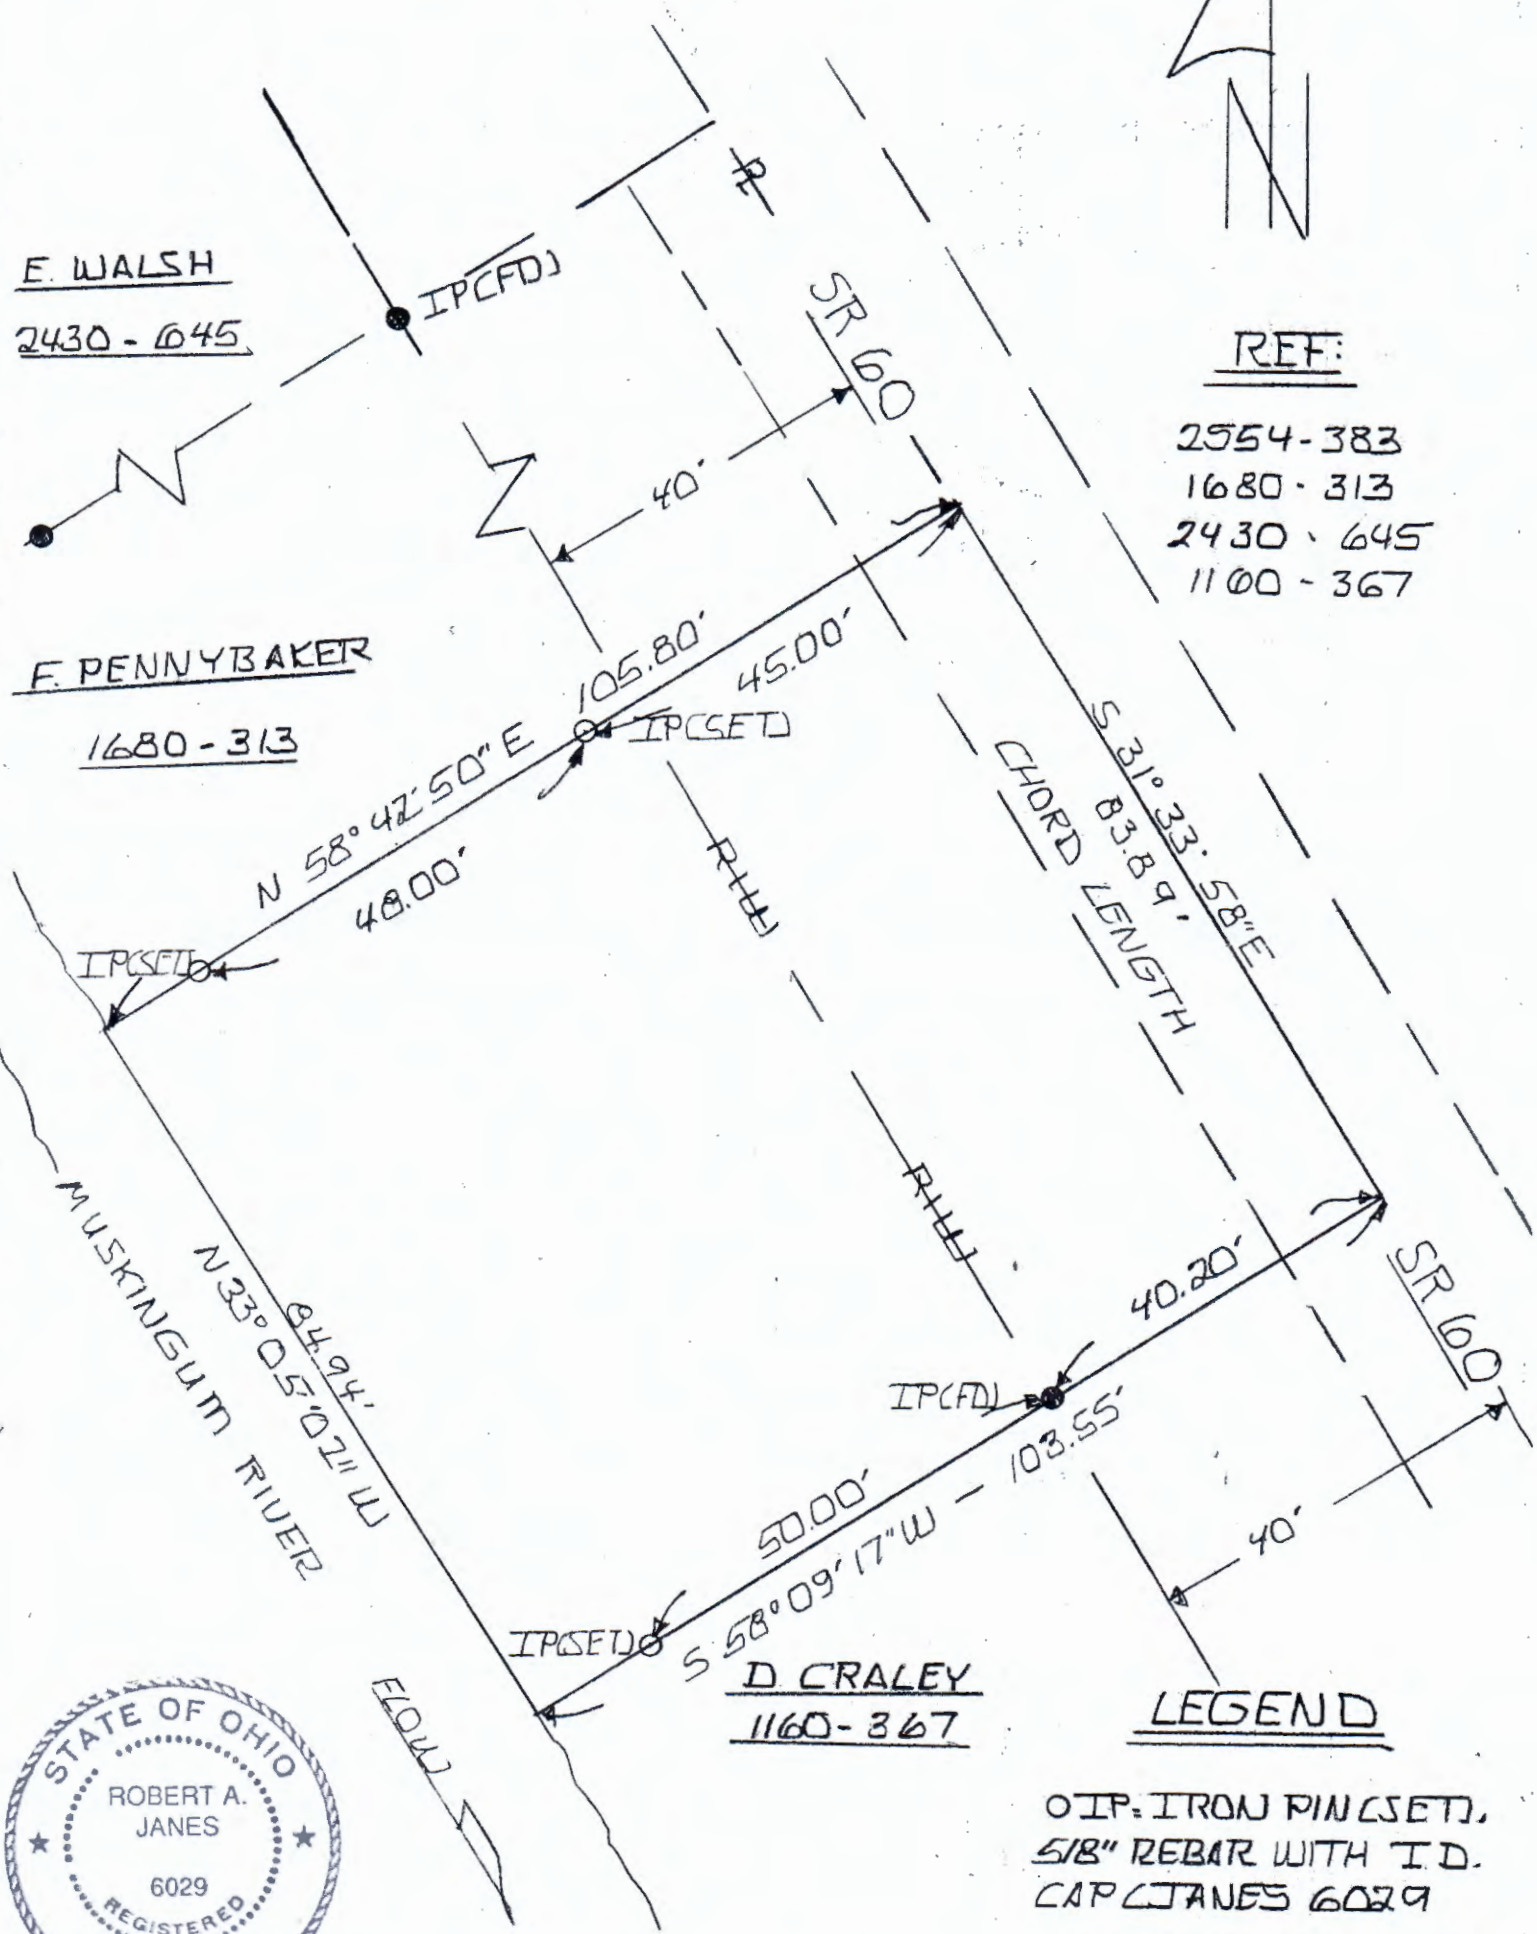 N
E. WALSH
2430 - 645
IP(FD)
℄
SR 60
REF:
2554-383
1680 - 313
2430 - 645
1160 - 367
40'
F. PENNYBAKER
1680-313
N 58° 42' 50" E
105.80'
45.00'
IP(SET)
48.00'
IP(SET)
S 31° 33' 58" E
83.89'
CHORD LENGTH
R/W
R/W
MUSKINGUM RIVER
N 33° 05' 02" W
84.94'
40.20'
SR 60
IP(FD)
50.00'
S 58° 09' 17" W - 103.55'
40'
IP(SET)
D. CRALEY
1160-367
FLOW
LEGEND
O IP= IRON PIN (SET).
5/8" REBAR WITH I.D.
CAP (JANES 6029
STATE OF OHIO
ROBERT A.
JANES
6029
REGISTERED